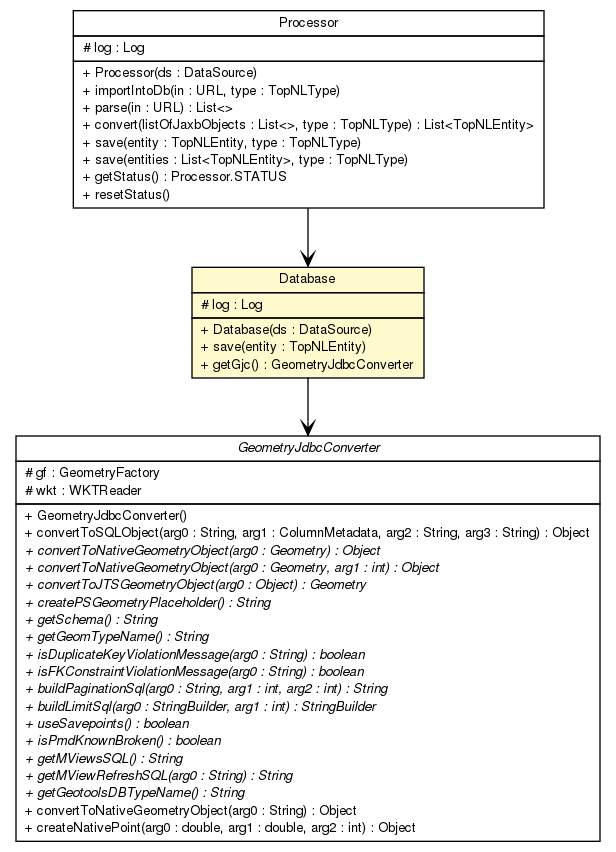 Processor
# log : Log
+ Processor(ds : DataSource)
+ importIntoDb(in : URL, type : TopNLType)
+ parse(in : URL) : List<>
+ convert(listOfJaxbObjects : List<>, type : TopNLType) : List<TopNLEntity>
+ save(entity : TopNLEntity, type : TopNLType)
+ save(entities : List<TopNLEntity>, type : TopNLType)
+ getStatus() : Processor.STATUS
+ resetStatus()
Database
# log : Log
+ Database(ds : DataSource)
+ save(entity : TopNLEntity)
+ getGjc() : GeometryJdbcConverter
GeometryJdbcConverter
# gf : GeometryFactory
# wkt : WKTReader
+ GeometryJdbcConverter()
+ convertToSQLObject(arg0 : String, arg1 : ColumnMetadata, arg2 : String, arg3 : String) : Object
+ convertToNativeGeometryObject(arg0 : Geometry) : Object
+ convertToNativeGeometryObject(arg0 : Geometry, arg1 : int) : Object
+ convertToJTSGeometryObject(arg0 : Object) : Geometry
+ createPSGeometryPlaceholder() : String
+ getSchema() : String
+ getGeomTypeName() : String
+ isDuplicateKeyViolationMessage(arg0 : String) : boolean
+ isFKConstraintViolationMessage(arg0 : String) : boolean
+ buildPaginationSql(arg0 : String, arg1 : int, arg2 : int) : String
+ buildLimitSql(arg0 : StringBuilder, arg1 : int) : StringBuilder
+ useSavepoints() : boolean
+ isPmdKnownBroken() : boolean
+ getMViewsSQL() : String
+ getMViewRefreshSQL(arg0 : String) : String
+ getGeotoolsDBTypeName() : String
+ convertToNativeGeometryObject(arg0 : String) : Object
+ createNativePoint(arg0 : double, arg1 : double, arg2 : int) : Object